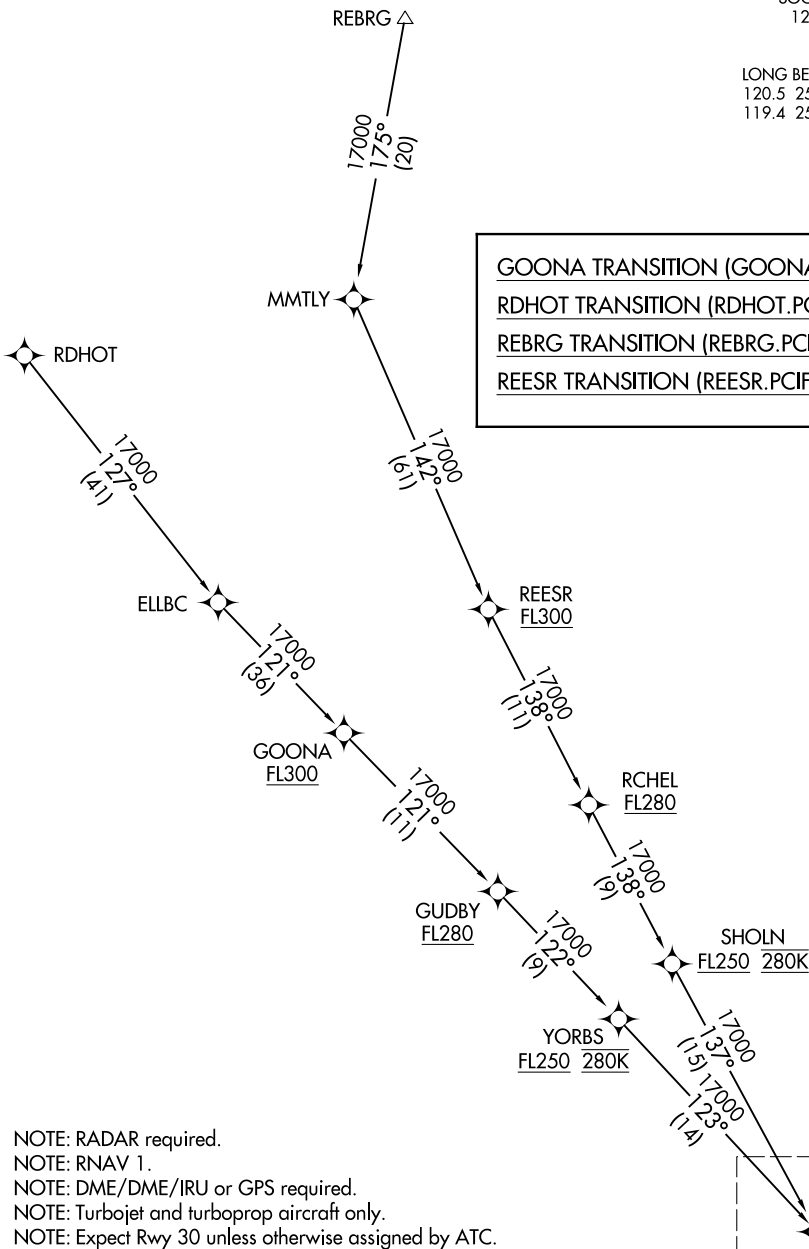 SOC
12
REBRG
LONG BE
120.5 25
119.4 25
17000
175°
(20)
GOONA TRANSITION (GOONA
RDHOT TRANSITION (RDHOT.PC
REBRG TRANSITION (REBRG.PCI
REESR TRANSITION (REESR.PCIF
MMTLY
RDHOT
17000
142°
(61)
17000
127°
(41)
REESR
FL300
ELLBC
17000
121°
(36)
17000
138°
(11)
GOONA
FL300
RCHEL
FL280
17000
121°
(11)
17000
138°
(9)
GUDBY
FL280
SHOLN
FL250 280K
17000
122°
(9)
YORBS
FL250 280K
17000
137°
(15)
17000
123°
(14)
NOTE: RADAR required.
NOTE: RNAV 1.
NOTE: DME/DME/IRU or GPS required.
NOTE: Turbojet and turboprop aircraft only.
NOTE: Expect Rwy 30 unless otherwise assigned by ATC.